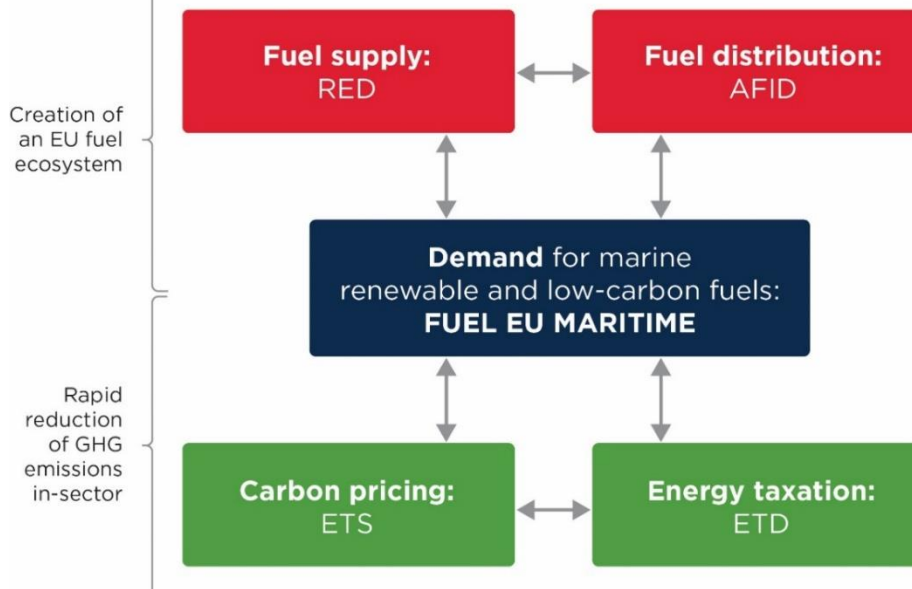 Fuel supply:
RED
Fuel distribution:
AFID
Creation of
an EU fuel
ecosystem
Demand for marine
renewable and low-carbon fuels:
FUEL EU MARITIME
Rapid
reduction
of GHG
emissions
in-sector
Carbon pricing:
ETS
Energy taxation:
ETD